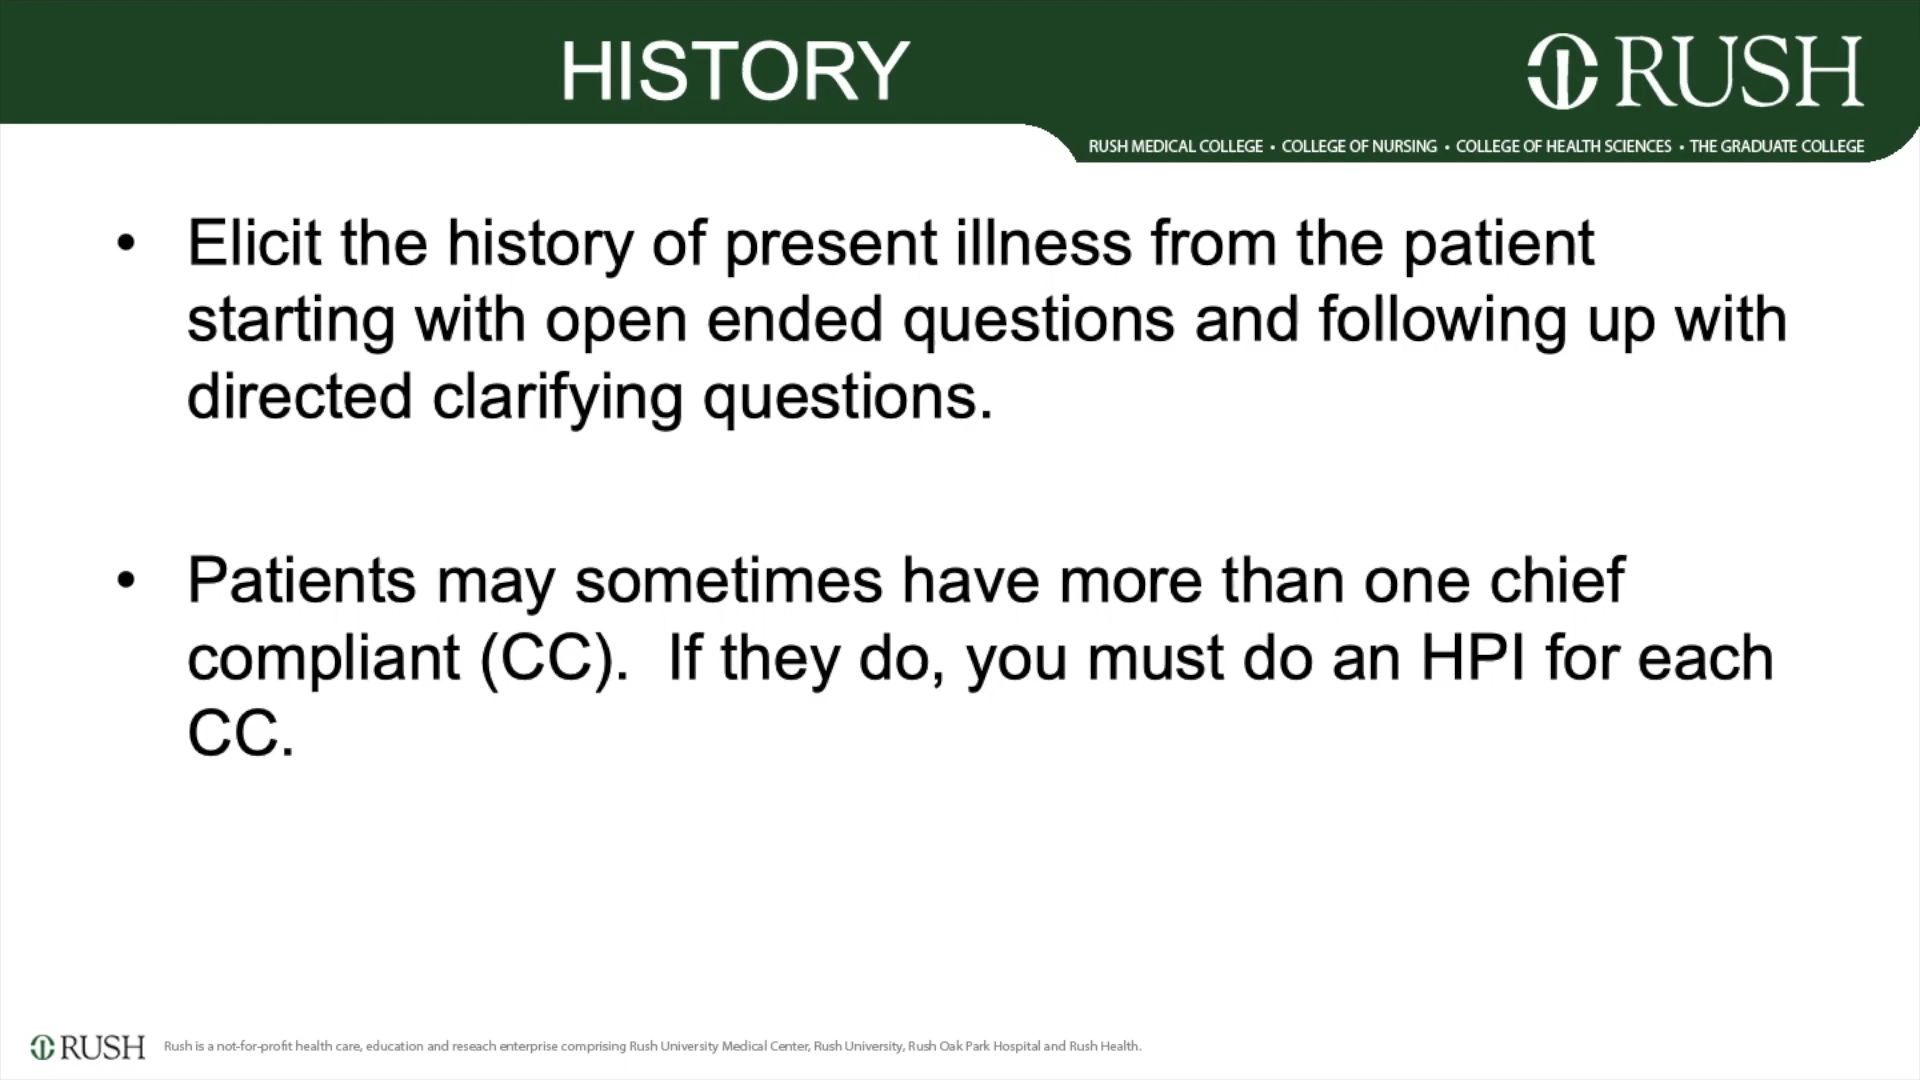 HISTORY
RUSH
RUSH MEDICAL COLLEGE • COLLEGE OF NURSING • COLLEGE OF HEALTH SCIENCES • THE GRADUATE COLLEGE
• Elicit the history of present illness from the patient
starting with open ended questions and following up with
directed clarifying questions.
• Patients may sometimes have more than one chief
compliant (CC).  If they do, you must do an HPI for each
CC.
RUSH
Rush is a not-for-profit health care, education and reseach enterprise comprising Rush University Medical Center, Rush University, Rush Oak Park Hospital and Rush Health.